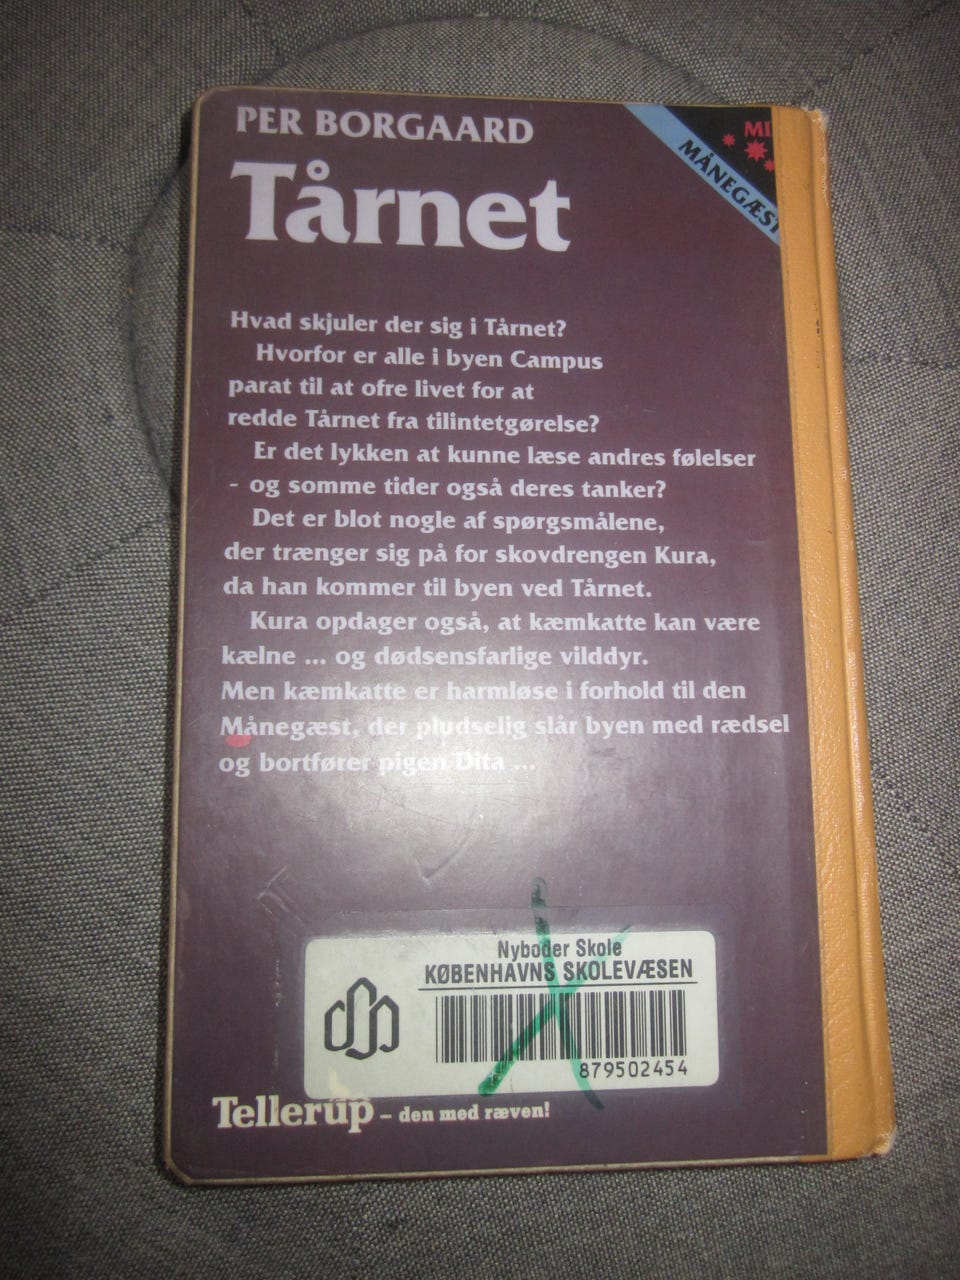 PER BORGAARD
Tårnet
MI
MÅNEGÆST
Hvad skjuler der sig i Tårnet?
Hvorfor er alle i byen Campus
parat til at ofre livet for at
redde Tårnet fra tilintetgørelse?
Er det lykken at kunne læse andres følelser
- og somme tider også deres tanker?
Det er blot nogle af spørgsmålene,
der trænger sig på for skovdrengen Kura,
da han kommer til byen ved Tårnet.
Kura opdager også, at kæmkatte kan være
kælne ... og dødsensfarlige vilddyr.
Men kæmkatte er harmløse i forhold til den
Månegæst, der pludselig slår byen med rædsel
og bortfører pigen Dita ...
Nyboder Skole
KØBENHAVNS SKOLEVÆSEN
879502454
Tellerup – den med ræven!